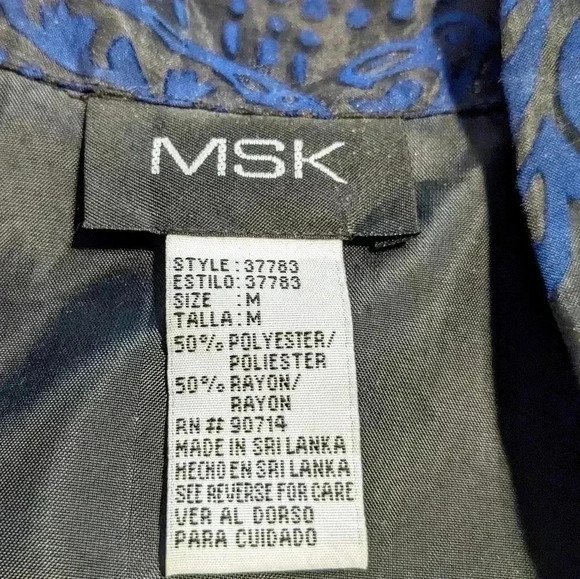 MSK
STYLE : 37783
ESTILO: 37783
SIZE : M
TALLA: M
50% POLYESTER/
POLIESTER
50% RAYON/
RAYON
RN # 90714
MADE IN SRI LANKA
HECHO EN SRI LANKA
SEE REVERSE FOR CARE
VER AL DORSO
PARA CUIDADO